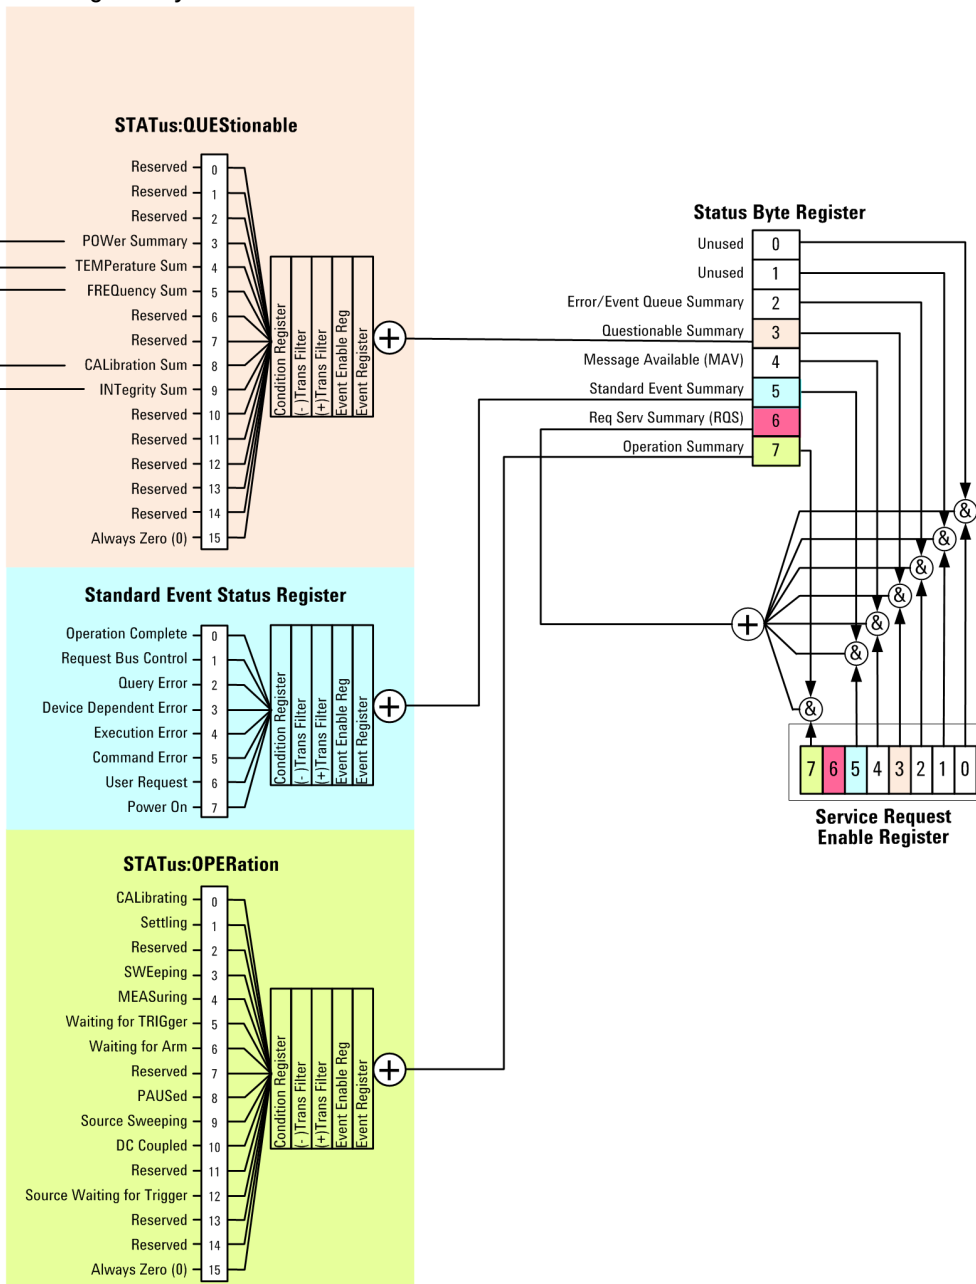 STATus:QUEStionable
Reserved 0
Reserved 1
Reserved 2
POWer Summary 3
TEMPerature Sum 4
FREQuency Sum 5
Reserved 6
Reserved 7
CALibration Sum 8
INTegrity Sum 9
Reserved 10
Reserved 11
Reserved 12
Reserved 13
Reserved 14
Always Zero (0) 15
Condition Register
(-)Trans Filter
(+)Trans Filter
Event Enable Reg
Event Register
+
Standard Event Status Register
Operation Complete 0
Request Bus Control 1
Query Error 2
Device Dependent Error 3
Execution Error 4
Command Error 5
User Request 6
Power On 7
Condition Register
(-)Trans Filter
(+)Trans Filter
Event Enable Reg
Event Register
+
STATus:OPERation
CALibrating 0
Settling 1
Reserved 2
SWEeping 3
MEASuring 4
Waiting for TRIGger 5
Waiting for Arm 6
Reserved 7
PAUSed 8
Source Sweeping 9
DC Coupled 10
Reserved 11
Source Waiting for Trigger 12
Reserved 13
Reserved 14
Always Zero (0) 15
Condition Register
(-)Trans Filter
(+)Trans Filter
Event Enable Reg
Event Register
+
Status Byte Register
Unused 0
Unused 1
Error/Event Queue Summary 2
Questionable Summary 3
Message Available (MAV) 4
Standard Event Summary 5
Req Serv Summary (RQS) 6
Operation Summary 7
&
&
&
&
&
&
&
+
7 6 5 4 3 2 1 0
Service Request
Enable Register